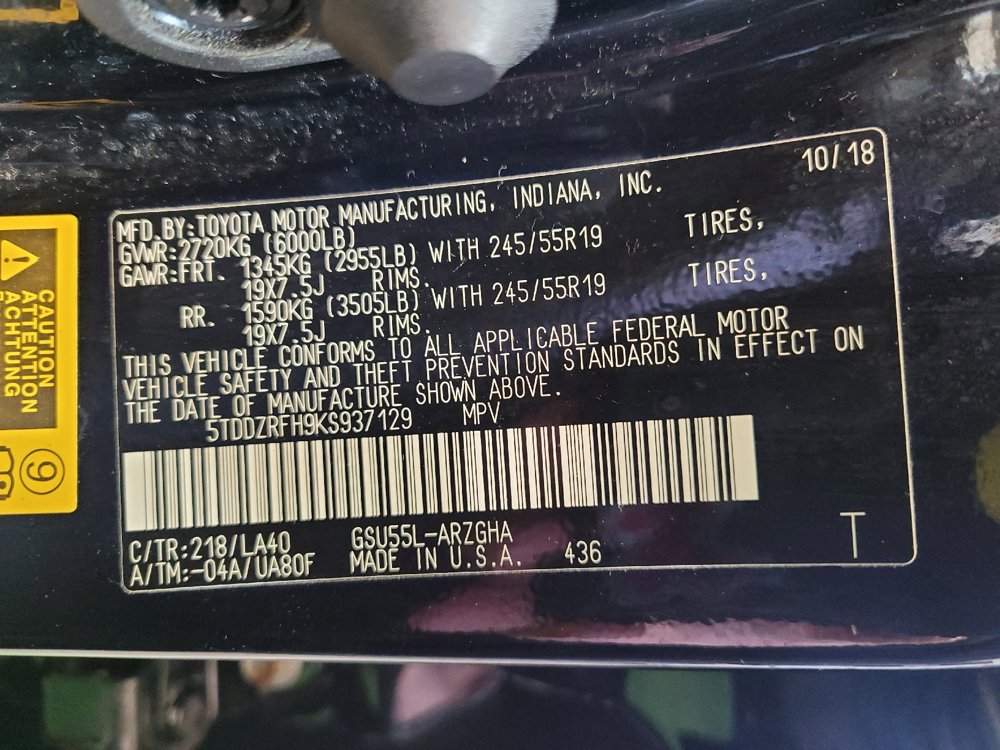 10/18
MFD.BY:TOYOTA MOTOR MANUFACTURING, INDIANA, INC.
GVWR:2720KG (6000LB)
GAWR:FRT. 1345KG (2955LB) WITH 245/55R19 TIRES,
19X7.5J RIMS.
RR. 1590KG (3505LB) WITH 245/55R19 TIRES,
19X7.5J RIMS.
THIS VEHICLE CONFORMS TO ALL APPLICABLE FEDERAL MOTOR
VEHICLE SAFETY AND THEFT PREVENTION STANDARDS IN EFFECT ON
THE DATE OF MANUFACTURE SHOWN ABOVE.
5TDDZRFH9KS937129 MPV
C/TR:218/LA40 GSU55L-ARZGHA
A/TM:-04A/UA80F MADE IN U.S.A. 436 T
CAUTION
ATTENTION
ACHTUNG
9